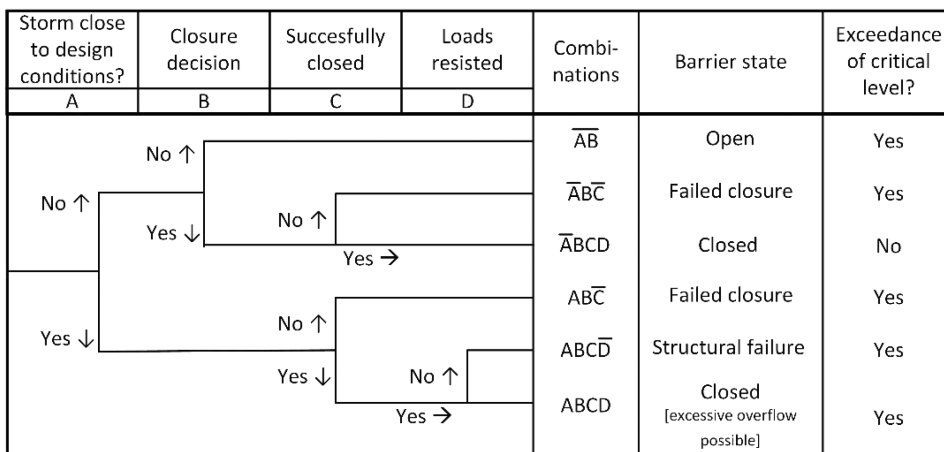 Storm close
to design
conditions?
Closure
decision
Succesfully
closed
Loads
resisted
Combi-
nations
Barrier state
Exceedance
of critical
level?
A
B
C
D
No ↑
No ↑
Yes ↓
No ↑
Yes →
Yes ↓
No ↑
Yes ↓
No ↑
Yes →
A̅B̅
Open
Yes
A̅BC̅
Failed closure
Yes
A̅BCD
Closed
No
ABC̅
Failed closure
Yes
ABCD̅
Structural failure
Yes
ABCD
Closed
[excessive overflow
possible]
Yes